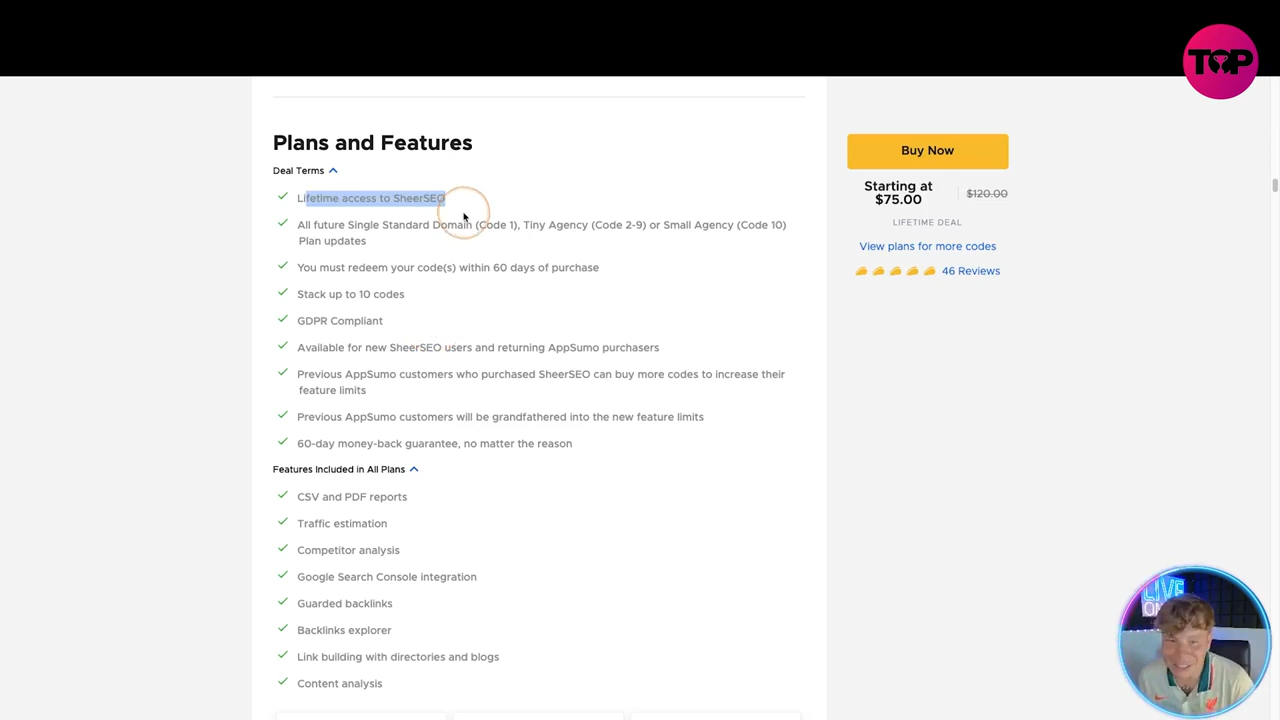 TOP
Plans and Features
Deal Terms
Lifetime access to SheerSEO
All future Single Standard Domain (Code 1), Tiny Agency (Code 2-9) or Small Agency (Code 10)
Plan updates
You must redeem your code(s) within 60 days of purchase
Stack up to 10 codes
GDPR Compliant
Available for new SheerSEO users and returning AppSumo purchasers
Previous AppSumo customers who purchased SheerSEO can buy more codes to increase their
feature limits
Previous AppSumo customers will be grandfathered into the new feature limits
60-day money-back guarantee, no matter the reason
Features Included in All Plans
CSV and PDF reports
Traffic estimation
Competitor analysis
Google Search Console integration
Guarded backlinks
Backlinks explorer
Link building with directories and blogs
Content analysis
Buy Now
Starting at
$75.00
$120.00
LIFETIME DEAL
View plans for more codes
46 Reviews
LIVE
ON